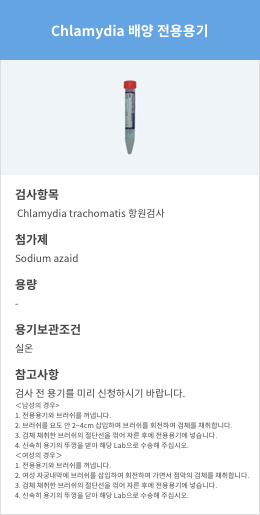 Chlamydia 배양 전용용기
검사항목
Chlamydia trachomatis 항원검사
첨가제
Sodium azaid
용량
-
용기보관조건
실온
참고사항
검사 전 용기를 미리 신청하시기 바랍니다.
<남성의 경우>
1. 전용용기와 브러쉬를 꺼냅니다.
2. 브러쉬를 요도 안 2~4cm 삽입하여 브러쉬를 회전하여 검체를 채취합니다.
3. 검체 채취한 브러쉬의 절단선을 꺾어 자른 후에 전용용기에 넣습니다.
4. 신속히 용기의 뚜껑을 닫아 해당 Lab으로 수송해 주십시오.
<여성의 경우>
1. 전용용기와 브러쉬를 꺼냅니다.
2. 여성 자궁내막에 브러쉬를 삽입하여 회전하여 가면서 점막의 검체를 채취합니다.
3. 검체 채취한 브러쉬의 절단선을 꺾어 자른 후에 전용용기에 넣습니다.
4. 신속히 용기의 뚜껑을 닫아 해당 Lab으로 수송해 주십시오.